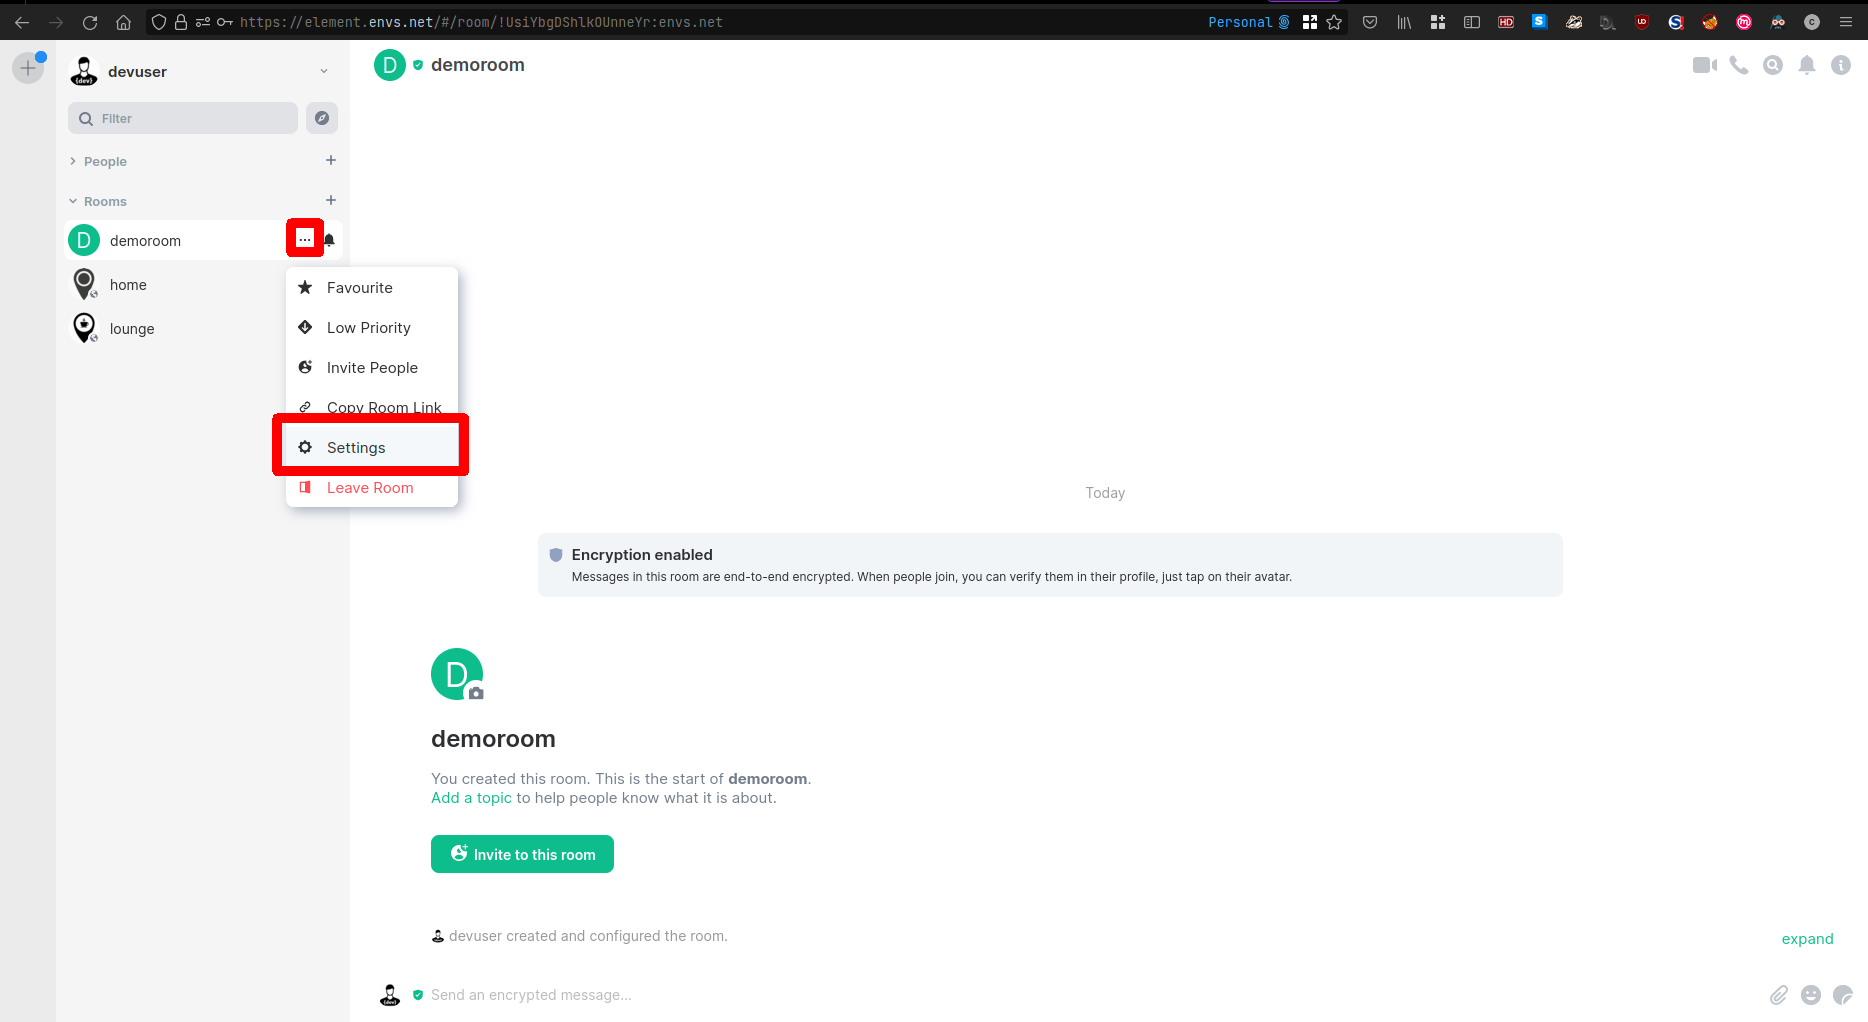 https://element.envs.net/#/room/!UsiYbgDShlkOUnneYr:envs.net
Personal
HD
S
UD
S
m
C
devuser
D demoroom
Filter
People
Rooms
D demoroom
...
home
lounge
Favourite
Low Priority
Invite People
Copy Room Link
Settings
Leave Room
Today
Encryption enabled
Messages in this room are end-to-end encrypted. When people join, you can verify them in their profile, just tap on their avatar.
D
demoroom
You created this room. This is the start of demoroom.
Add a topic to help people know what it is about.
Invite to this room
devuser created and configured the room.
expand
Send an encrypted message...